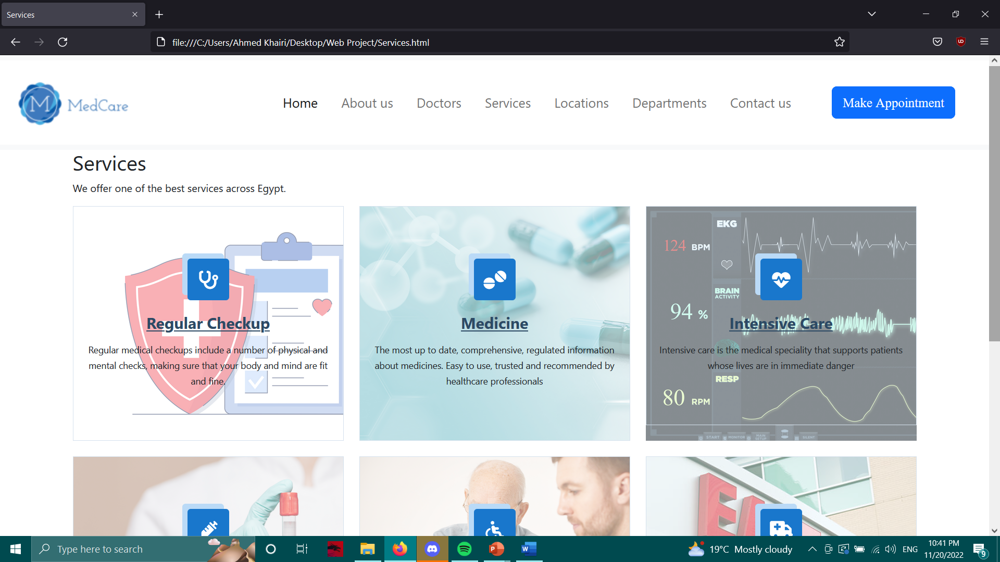 Services
file:///C:/Users/Ahmed Khairi/Desktop/Web Project/Services.html
MedCare
Home
About us
Doctors
Services
Locations
Departments
Contact us
Make Appointment
Services
We offer one of the best services across Egypt.
Regular Checkup
Regular medical checkups include a number of physical and
mental checks, making sure that your body and mind are fit
and fine.
Medicine
The most up to date, comprehensive, regulated information
about medicines. Easy to use, trusted and recommended by
healthcare professionals
EKG
124 BPM
BRAIN
ACTIVITY
94 %
Intensive Care
Intensive care is the medical speciality that supports patients
whose lives are in immediate danger
RESP
80 RPM
START
MONITOR
MAIN
SETUP
SILENT
Type here to search
19°C Mostly cloudy
ENG
10:41 PM
11/20/2022
9